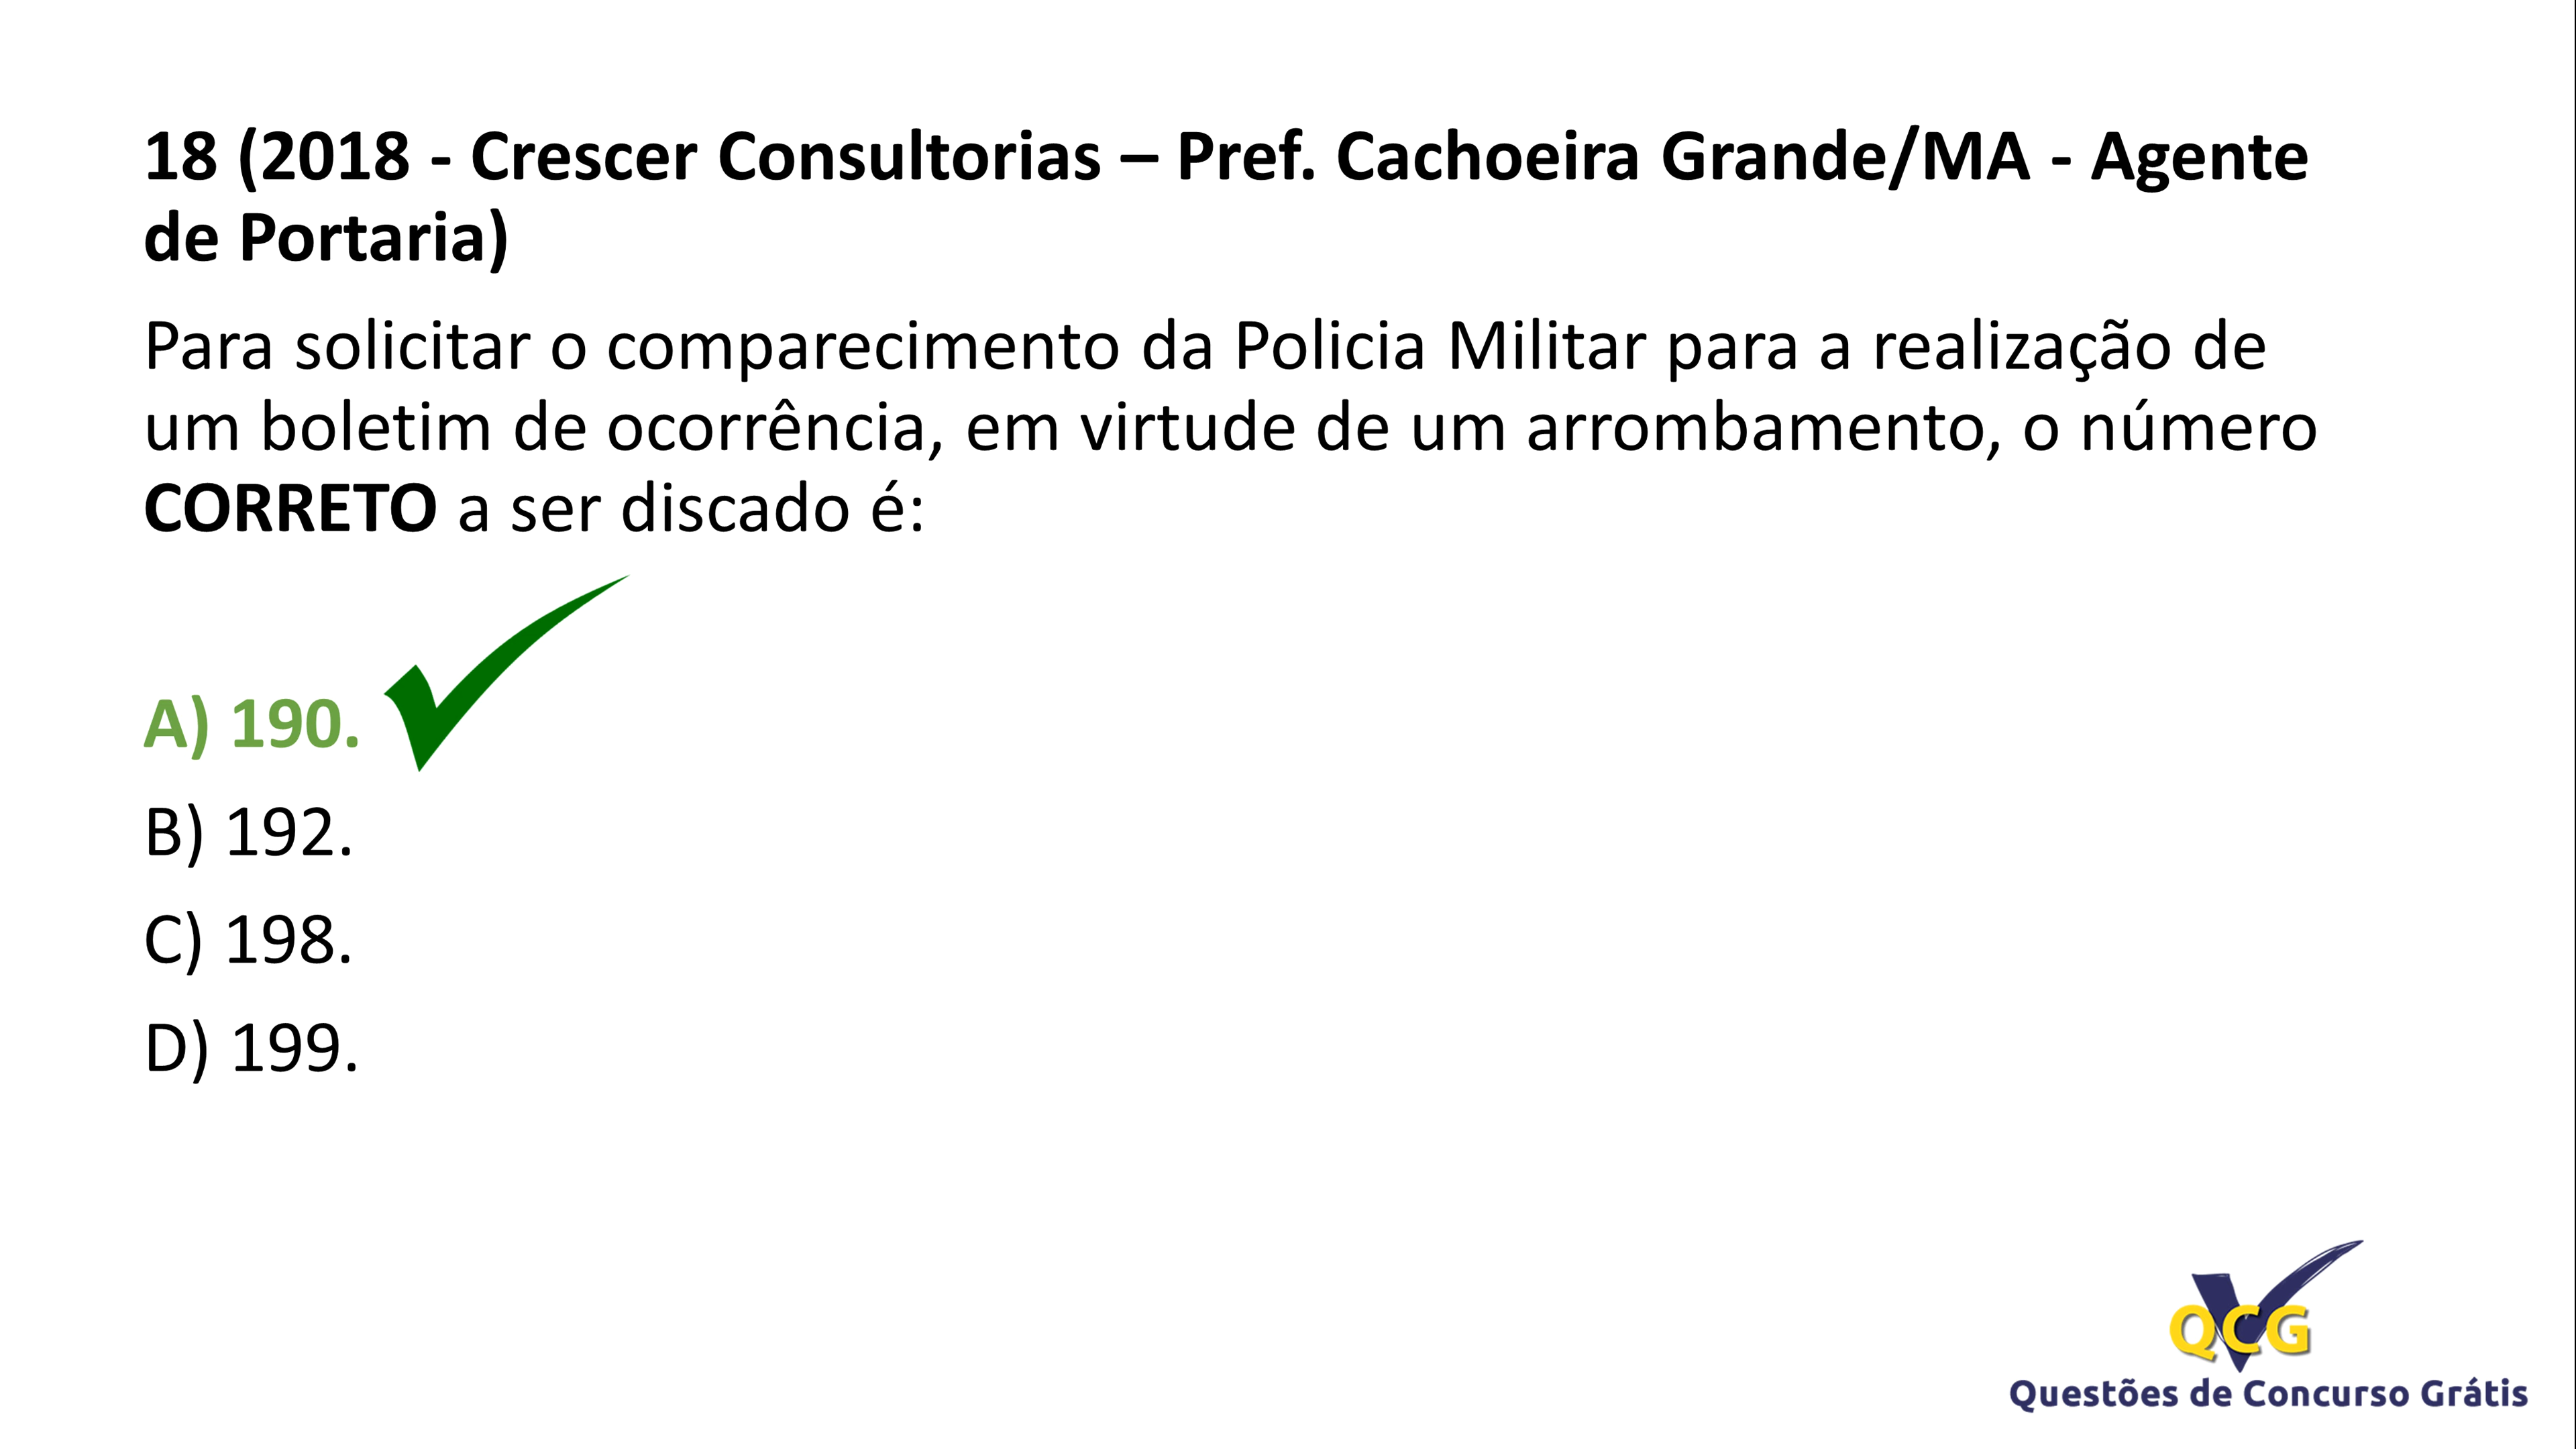 18 (2018 - Crescer Consultorias – Pref. Cachoeira Grande/MA - Agente
de Portaria)
Para solicitar o comparecimento da Policia Militar para a realização de
um boletim de ocorrência, em virtude de um arrombamento, o número
CORRETO a ser discado é:
A) 190.
B) 192.
C) 198.
D) 199.
QCG
Questões de Concurso Grátis